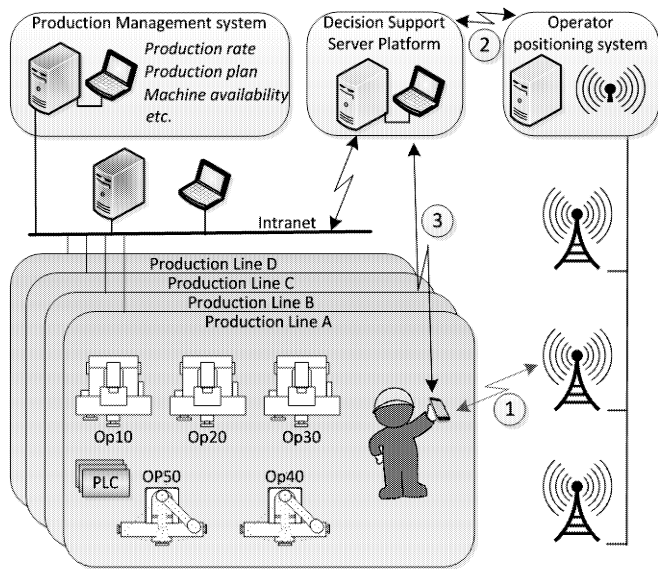 Production Management system
Production rate
Production plan
Machine availability
etc.
Decision Support
Server Platform
2
Operator
positioning system
Intranet
3
Production Line D
Production Line C
Production Line B
Production Line A
Op10
Op20
Op30
1
PLC
OP50
Op40